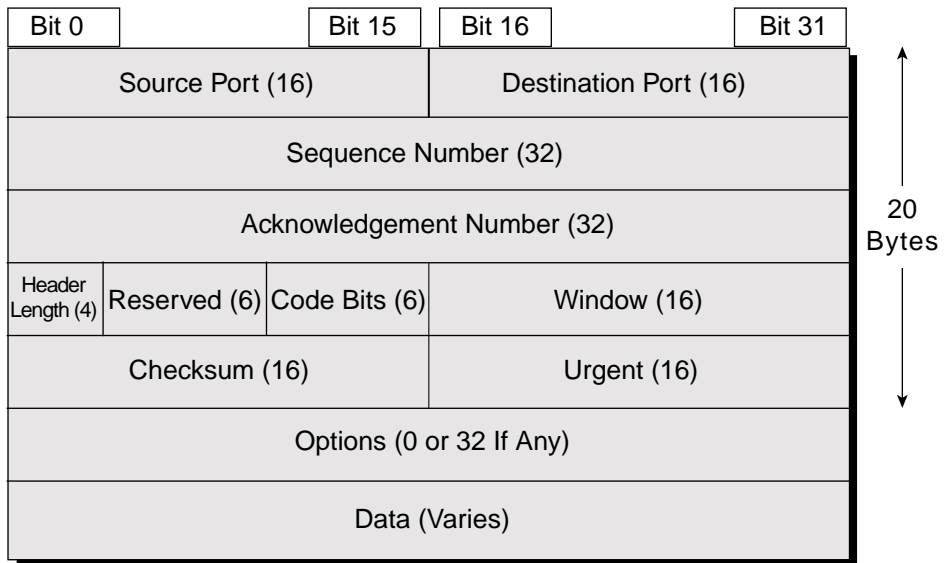 Bit 0 Bit 15 Bit 16 Bit 31
Source Port (16) Destination Port (16)
Sequence Number (32)
Acknowledgement Number (32)
20
Bytes
Header
Length (4) Reserved (6) Code Bits (6) Window (16)
Checksum (16) Urgent (16)
Options (0 or 32 If Any)
Data (Varies)